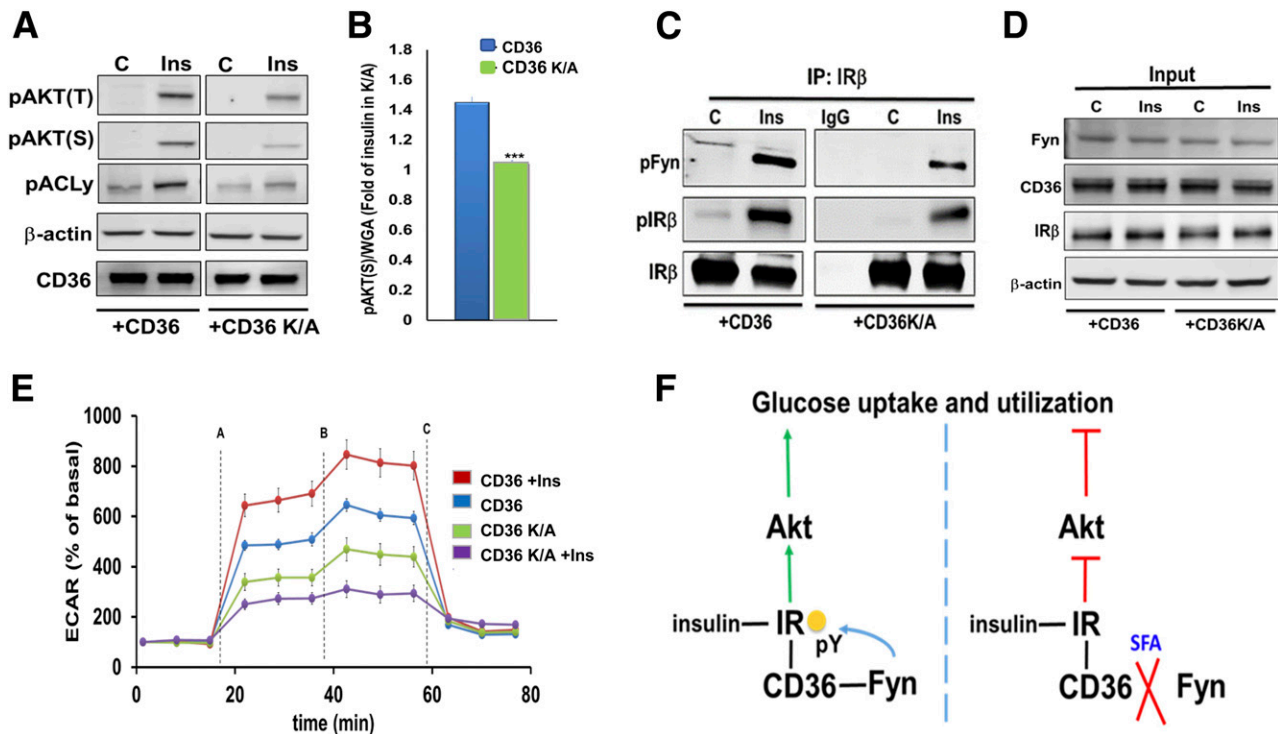 A
C Ins C Ins
pAKT(T)
pAKT(S)
pACLy
β-actin
CD36
+CD36 +CD36 K/A
B
CD36
CD36 K/A
pAKT(S)/WGA (Fold of insulin in K/A)
1.8
1.6
1.4
1.2
1
0.8
0.6
0.4
0.2
0
***
C
IP: IRβ
C Ins IgG C Ins
pFyn
pIRβ
IRβ
+CD36 +CD36K/A
D
Input
C Ins C Ins
Fyn
CD36
IRβ
β-actin
+CD36 +CD36K/A
E
ECAR (% of basal)
1000
800
600
400
200
0
A B C
CD36 +Ins
CD36
CD36 K/A
CD36 K/A +Ins
0 20 40 60 80
time (min)
F
Glucose uptake and utilization
Akt Akt
insulin IR pY insulin IR
SFA
CD36 Fyn CD36 Fyn